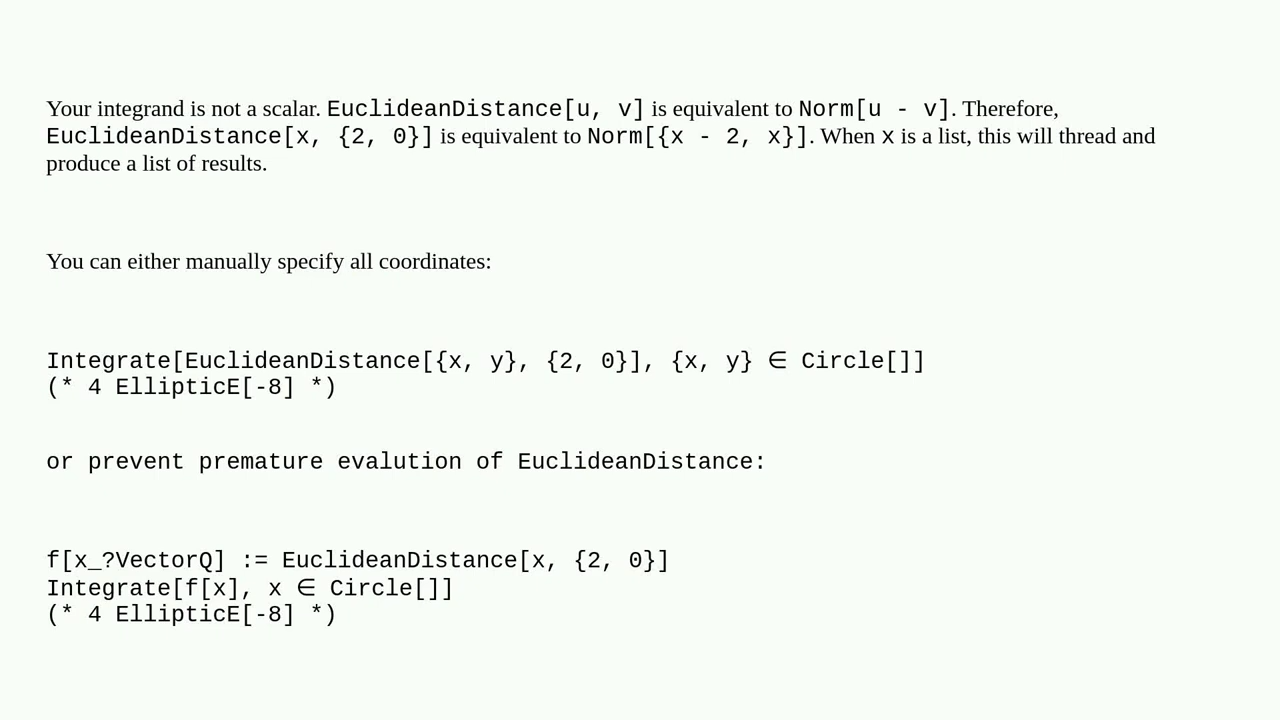 Your integrand is not a scalar. EuclideanDistance[u, v] is equivalent to Norm[u - v]. Therefore,
EuclideanDistance[x, {2, 0}] is equivalent to Norm[{x - 2, x}]. When x is a list, this will thread and
produce a list of results.
You can either manually specify all coordinates:
Integrate[EuclideanDistance[{x, y}, {2, 0}], {x, y} ∈ Circle[]]
(* 4 EllipticE[-8] *)
or prevent premature evalution of EuclideanDistance:
f[x_?VectorQ] := EuclideanDistance[x, {2, 0}]
Integrate[f[x], x ∈ Circle[]]
(* 4 EllipticE[-8] *)